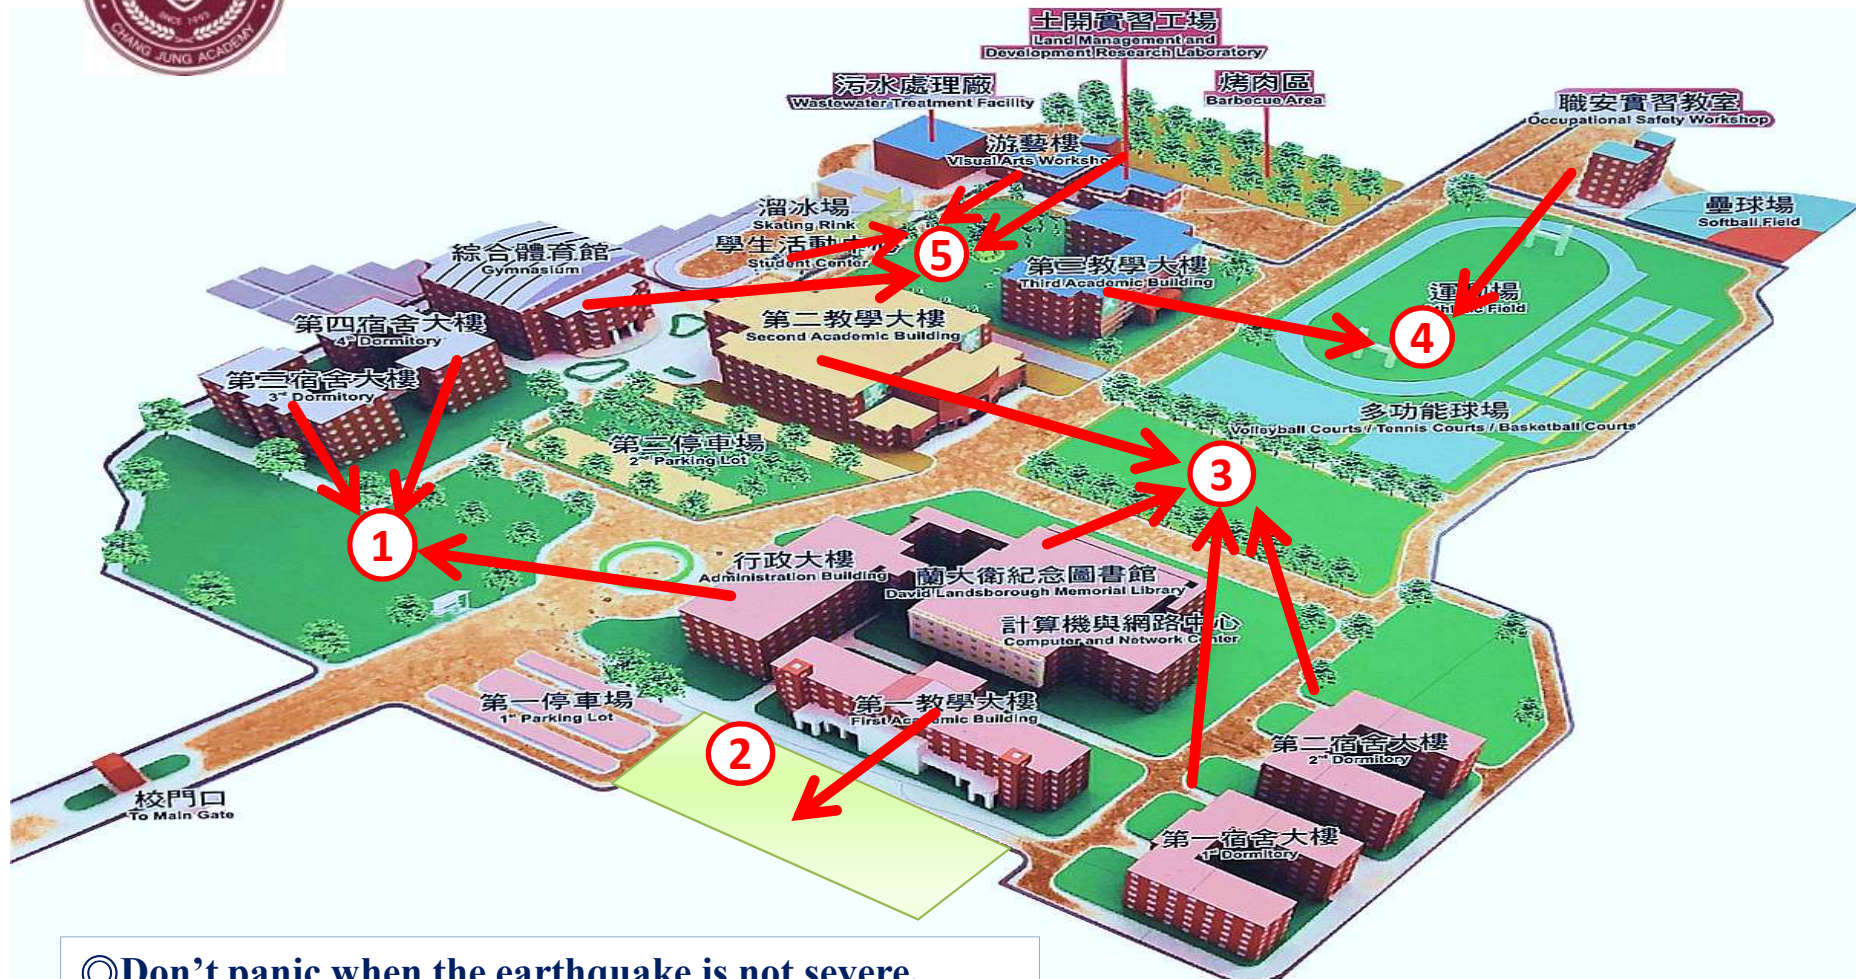 SINCE 1993
CHANG JUNG ACADEMY
土開實習工場
Land Management and
Development Research Laboratory
污水處理廠
Wastewater Treatment Facility
烤肉區
Barbecue Area
職安實習教室
Occupational Safety Workshop
游藝樓
Visual Arts Workshop
溜冰場
Skating Rink
壘球場
Softball Field
學生活動中心
Student Center
5
綜合體育館
Gymnasium
第三教學大樓
Third Academic Building
運動場
Field
4
第四宿舍大樓
4th Dormitory
第二教學大樓
Second Academic Building
第三宿舍大樓
3rd Dormitory
多功能球場
Volleyball Courts / Tennis Courts / Basketball Courts
第二停車場
2nd Parking Lot
3
1
行政大樓
Administration Building
蘭大衛紀念圖書館
David Landsborough Memorial Library
計算機與網路中心
Computer and Network Center
第一停車場
1st Parking Lot
第一教學大樓
First Academic Building
2
第二宿舍大樓
2nd Dormitory
校門口
To Main Gate
第一宿舍大樓
1st Dormitory
◎Don't panic when the earthquake is not severe.